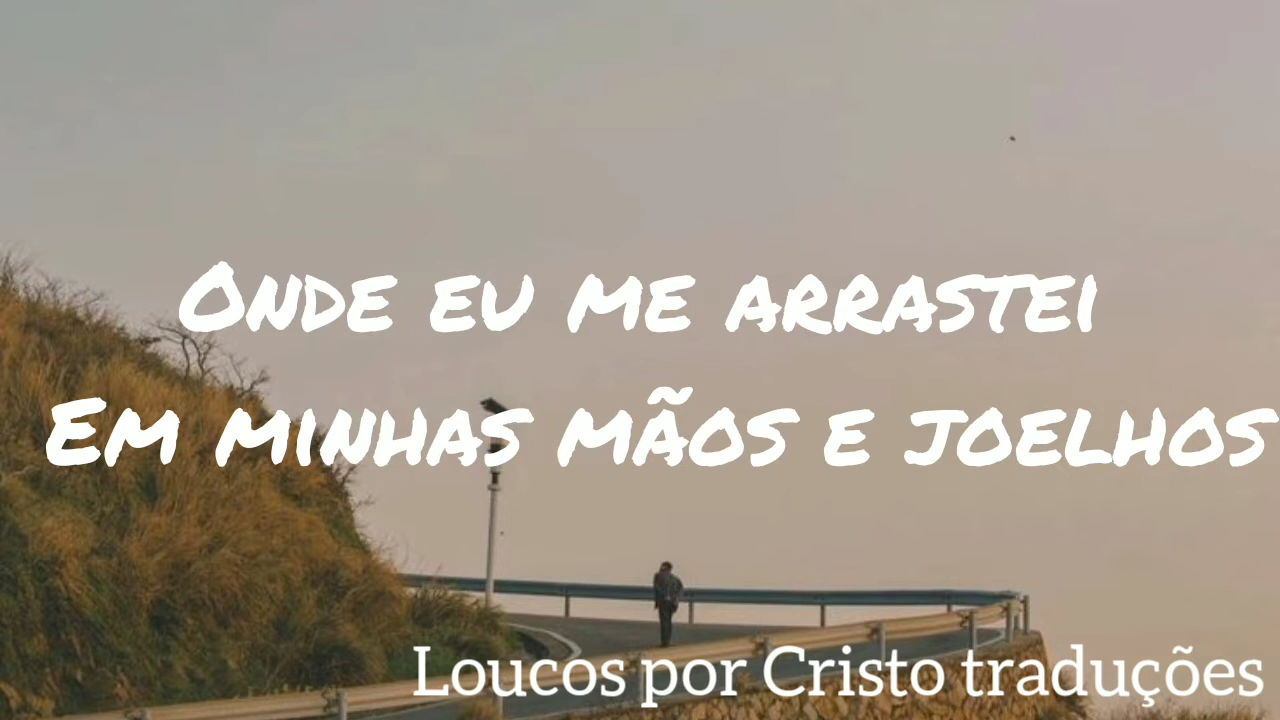 Onde eu me arrastei
Em minhas mãos e joelhos
Loucos por Cristo traduções